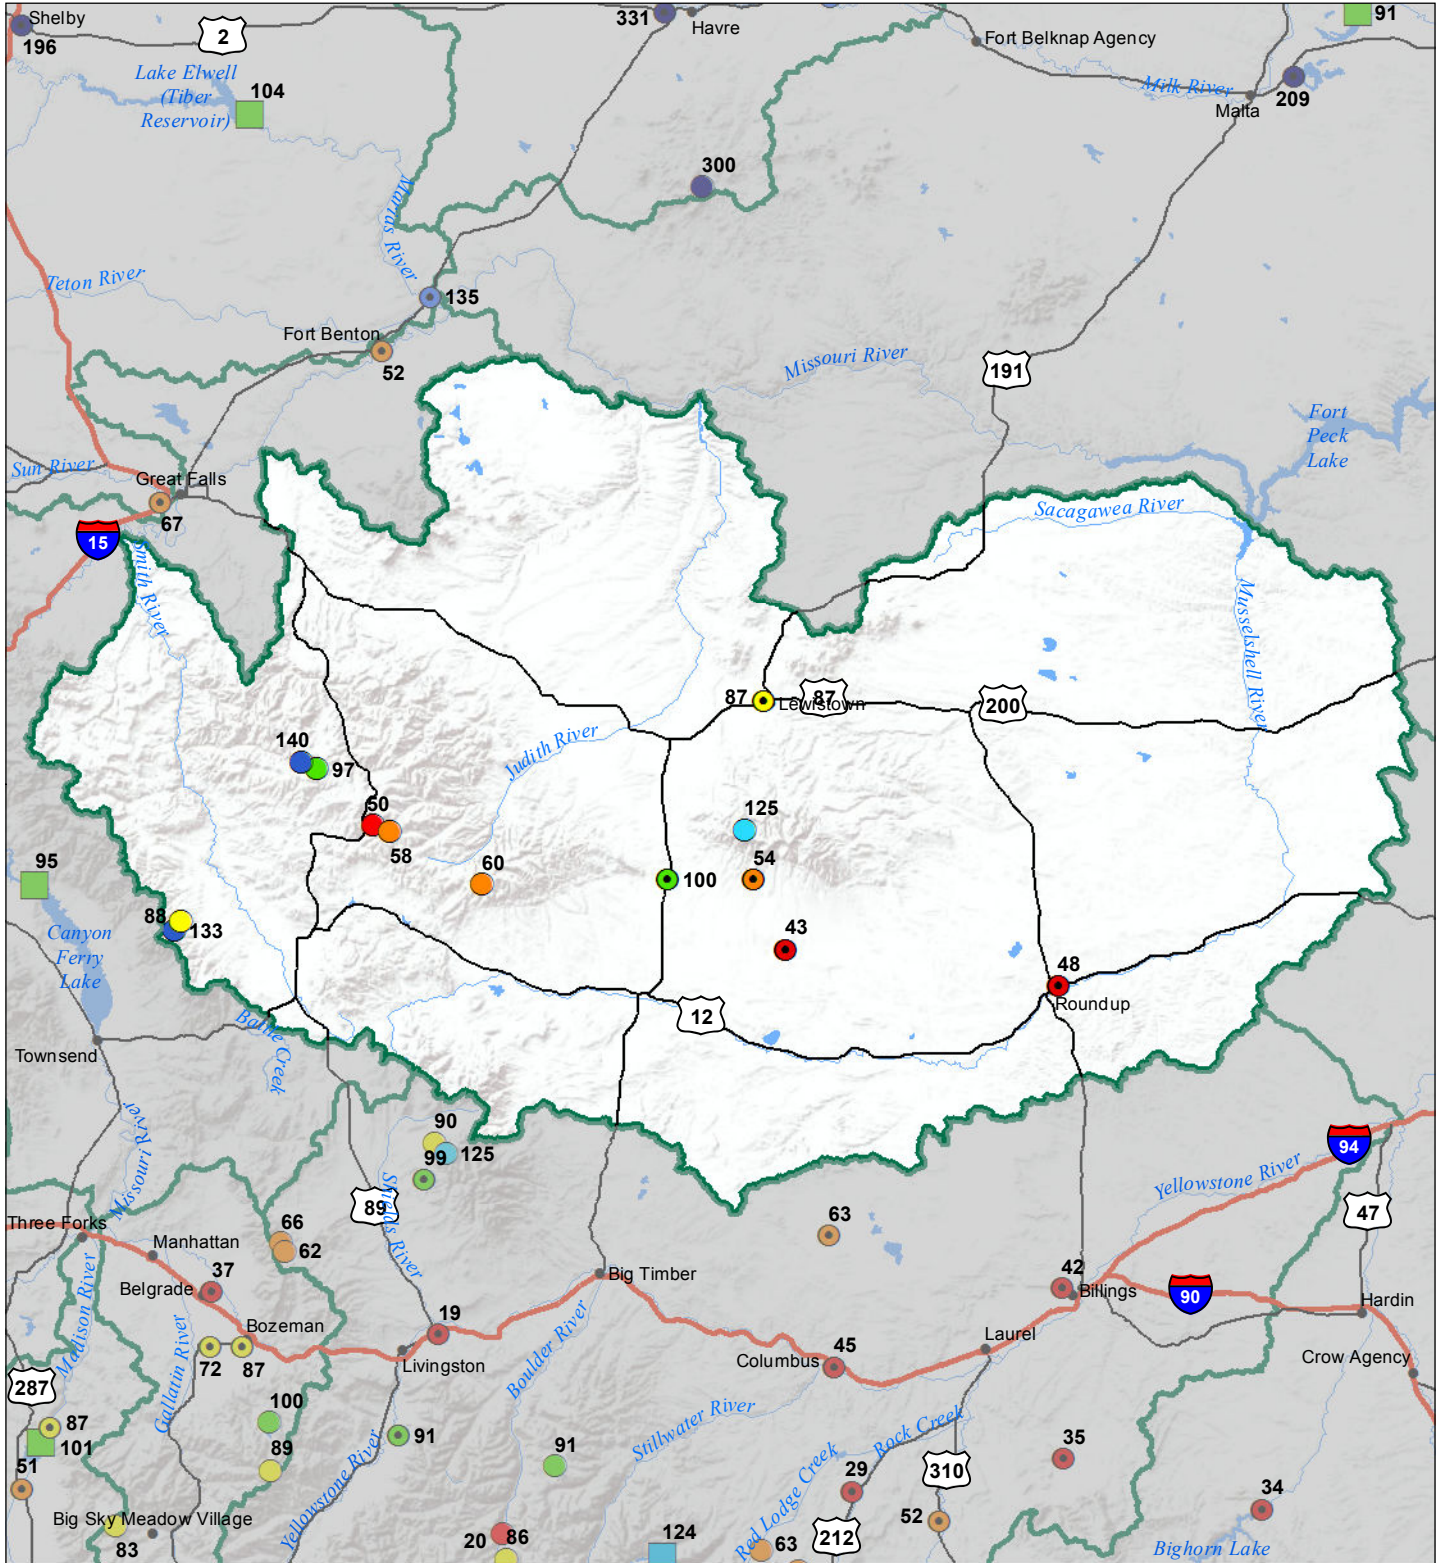 Shelby
196
2
331
Havre
Fort Belknap Agency
91
Lake Elwell
(Tiber
Reservoir)
104
Milk River
209
Malta
300
Marias River
Teton River
135
Fort Benton
52
Missouri River
191
Fort
Peck
Lake
Sun River
Great Falls
67
15
Smith River
Sacagawea River
Musselshell River
87
87
Lewistown
200
Judith River
140
97
50
58
125
54
60
100
95
88
133
43
Canyon
Ferry
Lake
48
Roundup
12
Battle Creek
Townsend
Missouri River
90
125
99
94
Yellowstone River
89
Shields River
47
Three Forks
66
62
63
Manhattan
Belgrade
37
Big Timber
42
Billings
90
Hardin
Madison River
Gallatin River
Bozeman
19
72
87
Livingston
Boulder River
Columbus
45
Laurel
Crow Agency
287
87
101
100
89
91
91
Stillwater River
Rock Creek
35
51
Yellowstone River
Red Lodge Creek
29
310
34
Big Sky Meadow Village
83
20
86
124
63
212
52
Bighorn Lake